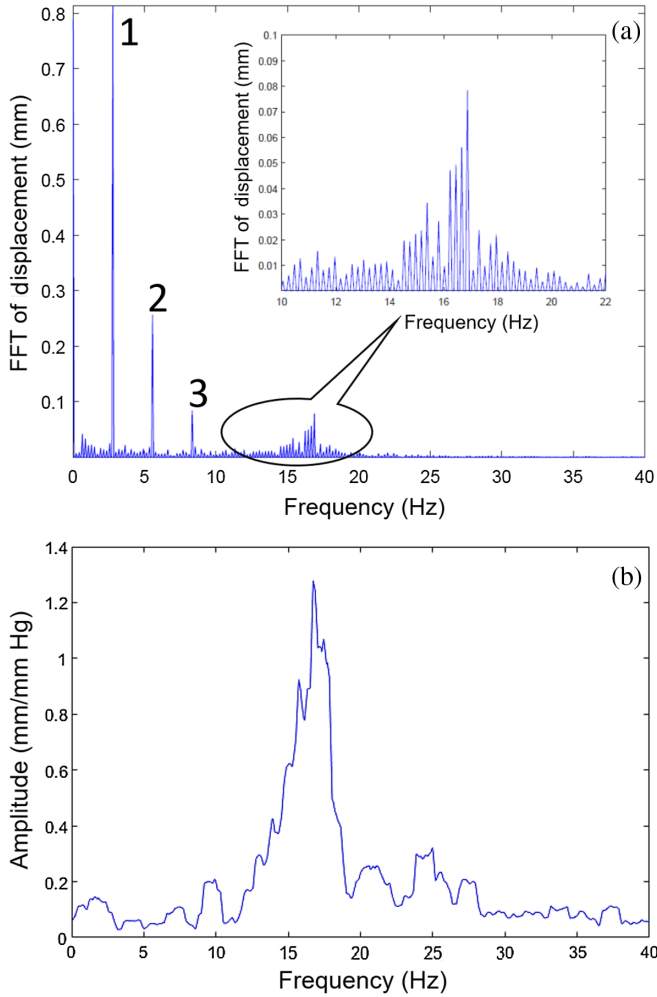 (a)
FFT of displacement (mm)
0.8
0.7
0.6
0.5
0.4
0.3
0.2
0.1
1
2
3
0 5 10 15 20 25 30 35 40
Frequency (Hz)
FFT of displacement (mm)
0.1
0.09
0.08
0.07
0.06
0.05
0.04
0.03
0.02
0.01
10 12 14 16 18 20 22
Frequency (Hz)
(b)
Amplitude (mm/mm Hg)
1.4
1.2
1
0.8
0.6
0.4
0.2
0
0 5 10 15 20 25 30 35 40
Frequency (Hz)